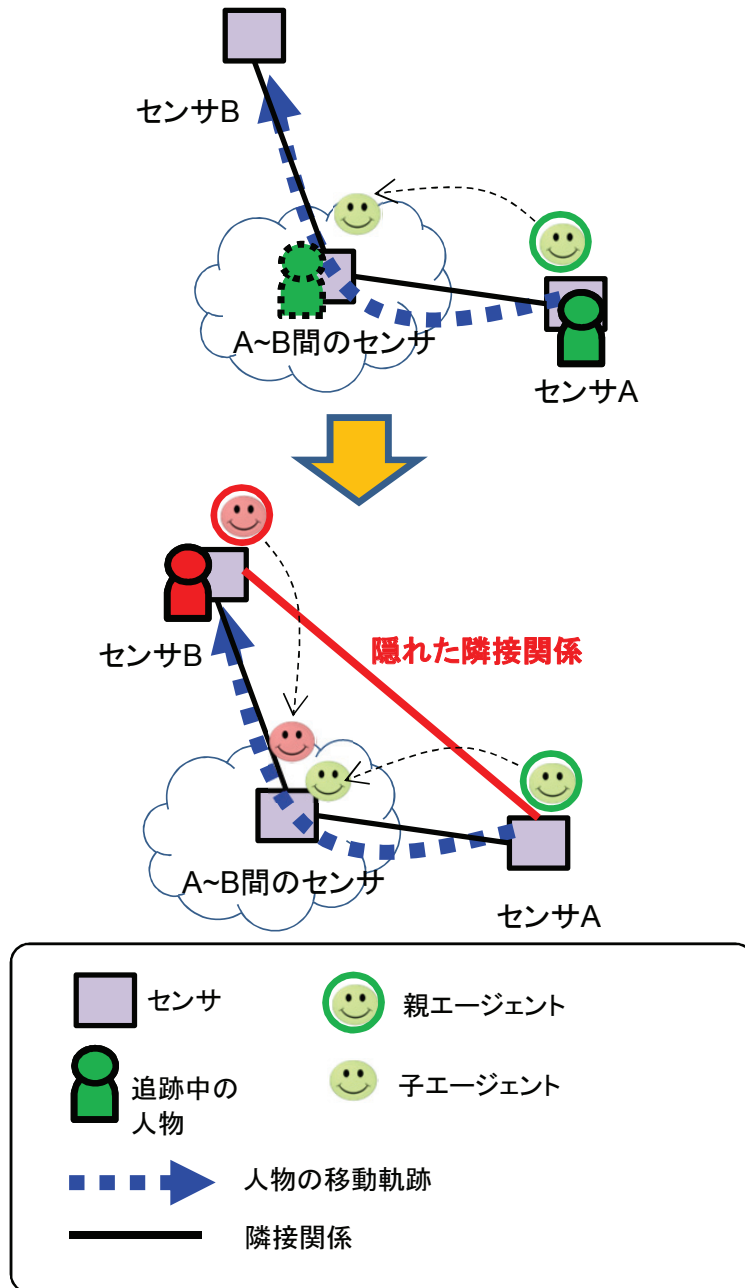 センサB
A~B間のセンサ
センサA
センサB
隠れた隣接関係
A~B間のセンサ
センサA
センサ
親エージェント
追跡中の
人物
子エージェント
人物の移動軌跡
隣接関係